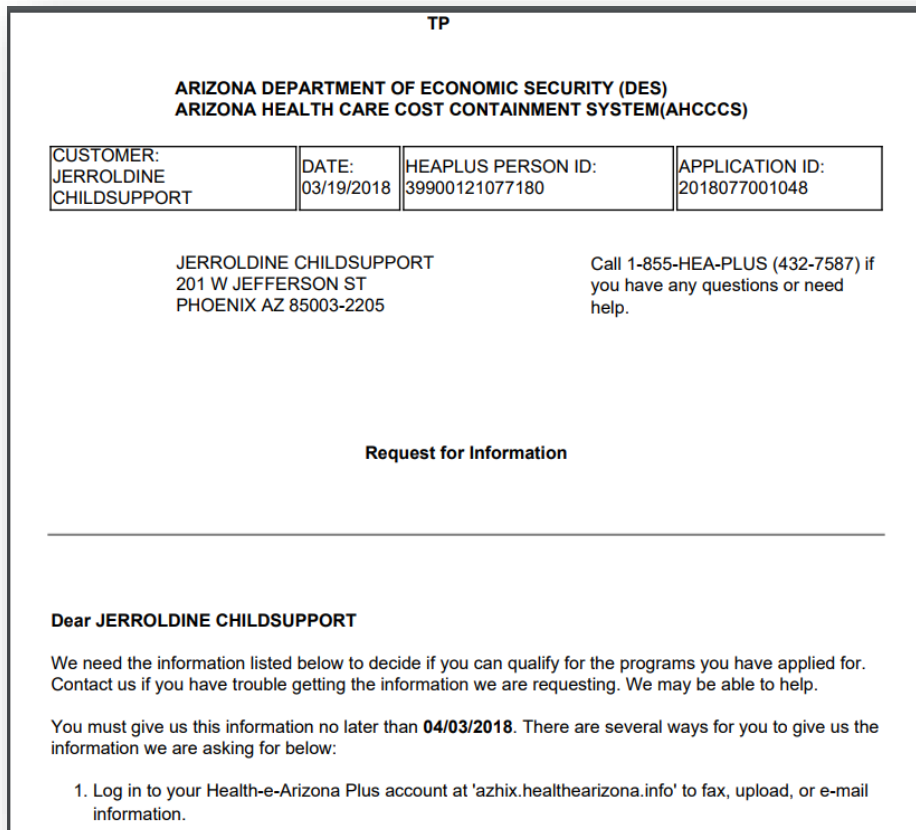 TP
ARIZONA DEPARTMENT OF ECONOMIC SECURITY (DES)
ARIZONA HEALTH CARE COST CONTAINMENT SYSTEM(AHCCCS)
CUSTOMER:
JERROLDINE
CHILDSUPPORT
DATE:
03/19/2018
HEAPLUS PERSON ID:
39900121077180
APPLICATION ID:
2018077001048
JERROLDINE CHILDSUPPORT
201 W JEFFERSON ST
PHOENIX AZ 85003-2205
Call 1-855-HEA-PLUS (432-7587) if
you have any questions or need
help.
Request for Information
Dear JERROLDINE CHILDSUPPORT
We need the information listed below to decide if you can qualify for the programs you have applied for.
Contact us if you have trouble getting the information we are requesting. We may be able to help.
You must give us this information no later than 04/03/2018. There are several ways for you to give us the
information we are asking for below:
1. Log in to your Health-e-Arizona Plus account at 'azhix.healthearizona.info' to fax, upload, or e-mail
information.